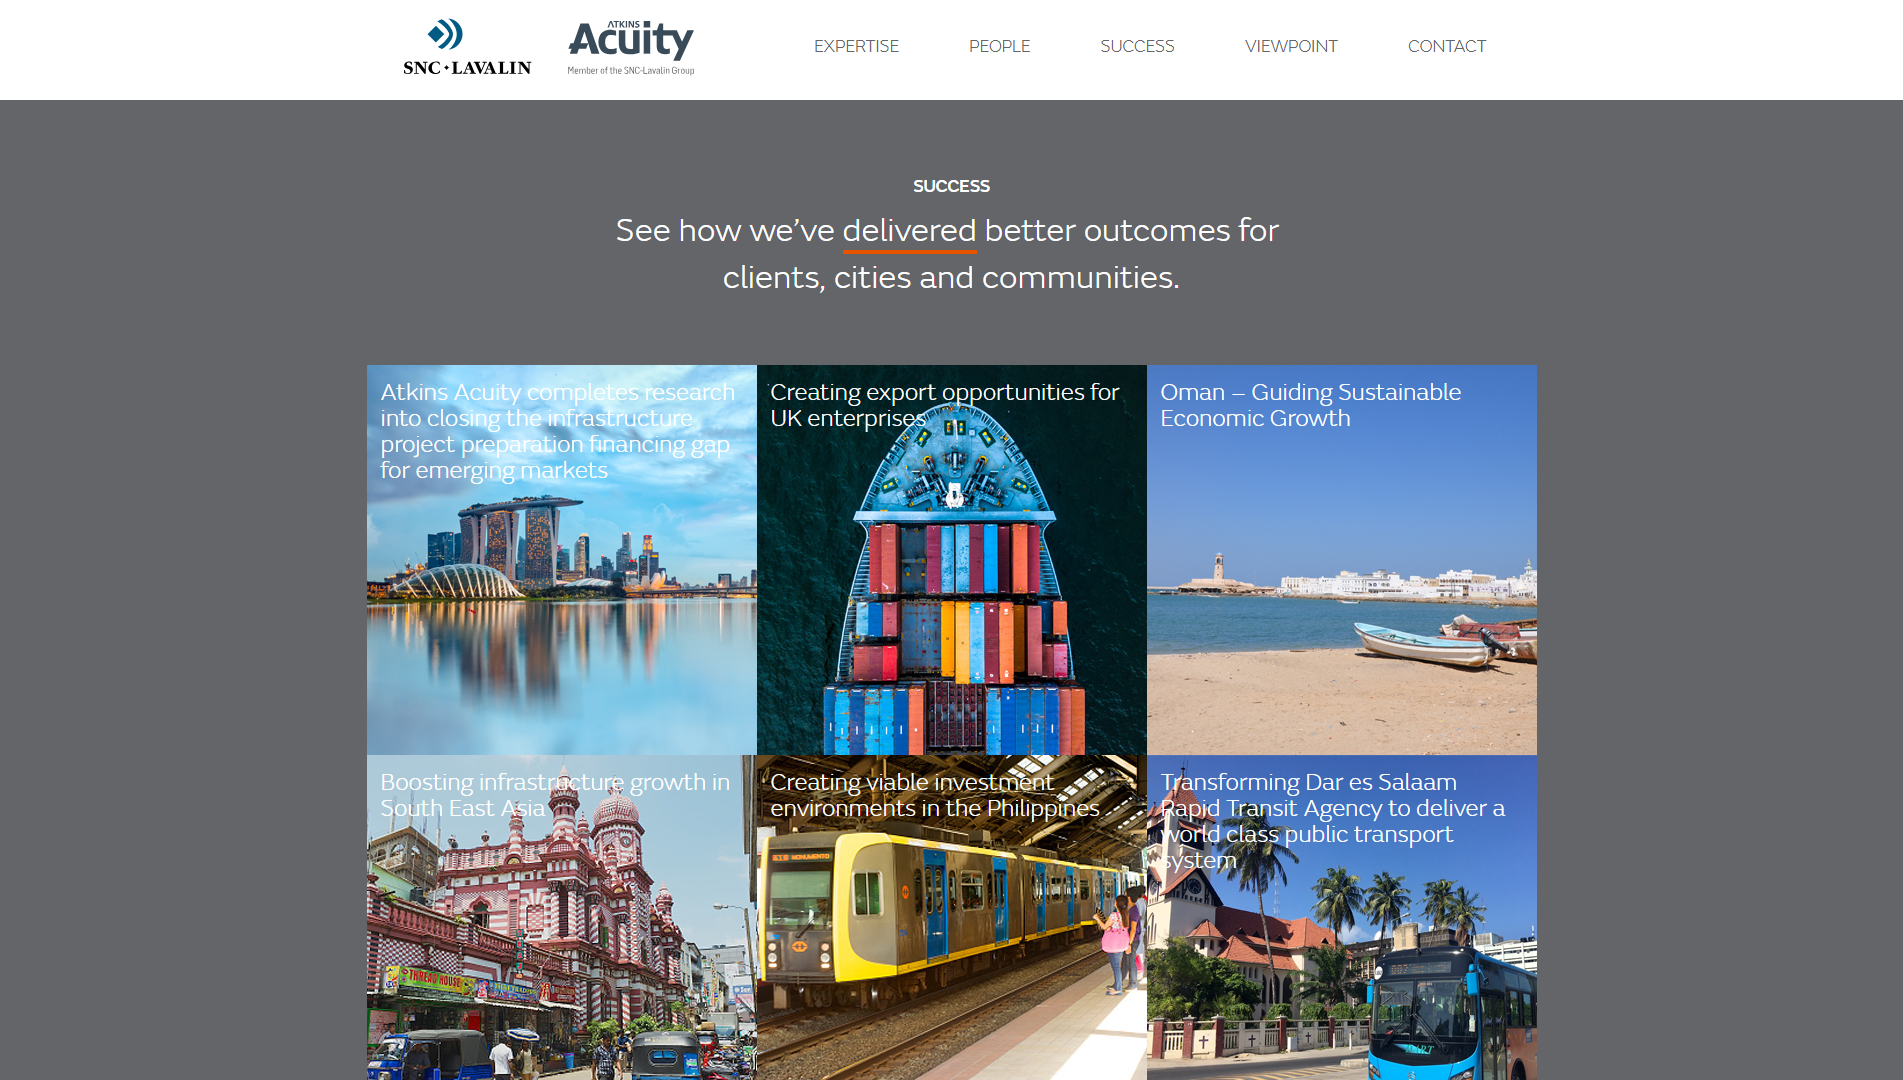 SNC • LAVALIN
ATKINS
Acuity
Member of the SNC-Lavalin Group
EXPERTISE
PEOPLE
SUCCESS
VIEWPOINT
CONTACT
SUCCESS
See how we’ve delivered better outcomes for
clients, cities and communities.
Atkins Acuity completes research
into closing the infrastructure
project preparation financing gap
for emerging markets
Creating export opportunities for
UK enterprises
Oman – Guiding Sustainable
Economic Growth
Boosting infrastructure growth in
South East Asia
THREAD HOUSE
Creating viable investment
environments in the Philippines
MONUMENTO
Transforming Dar es Salaam
Rapid Transit Agency to deliver a
world class public transport
system